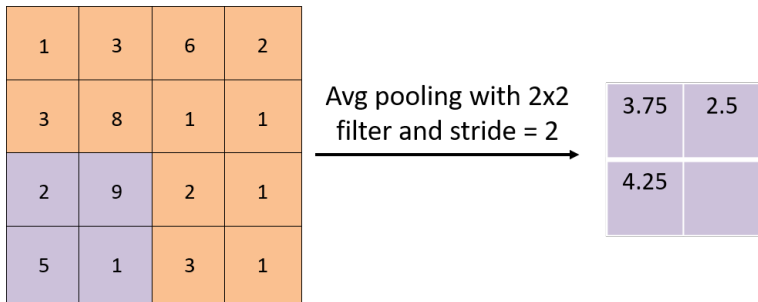 1 3 6 2
3 8 1 1
2 9 2 1
5 1 3 1
Avg pooling with 2x2
filter and stride = 2
3.75 2.5
4.25